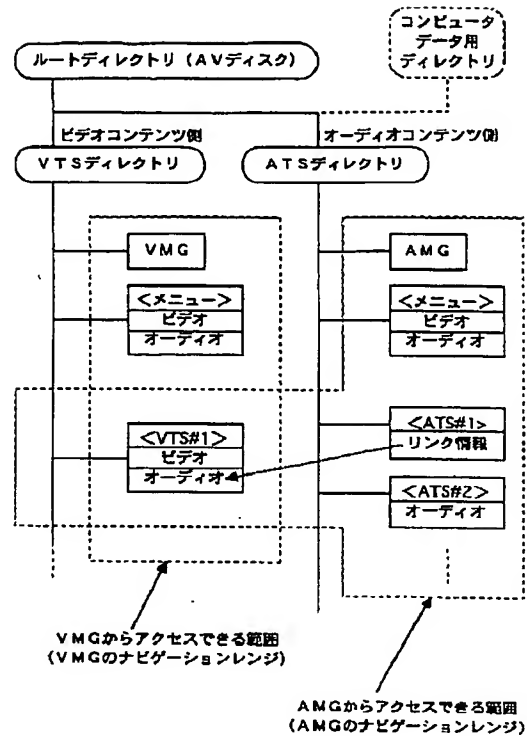 コンピュータ
データ用
ディレクトリ
ルートディレクトリ（AVディスク）
ビデオコンテンツ側
オーディオコンテンツ側
VTSディレクトリ
ATSディレクトリ
VMG
AMG
<メニュー>
ビデオ
オーディオ
<メニュー>
ビデオ
オーディオ
<VTS#1>
ビデオ
オーディオ
<ATS#1>
リンク情報
<ATS#2>
オーディオ
VMGからアクセスできる範囲
（VMGのナビゲーションレンジ）
AMGからアクセスできる範囲
（AMGのナビゲーションレンジ）